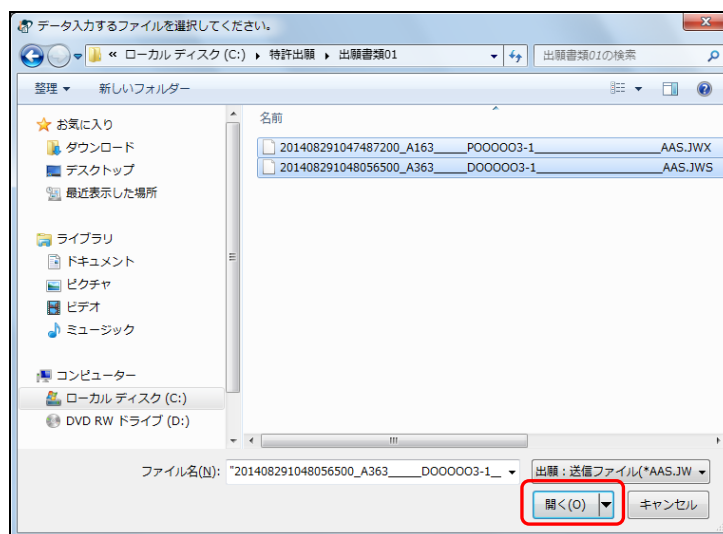 データ入力するファイルを選択してください。
« ローカル ディスク (C:) ▸ 特許出願 ▸ 出願書類01
出願書類01の検索
整理 ▼ 新しいフォルダー
お気に入り
ダウンロード
デスクトップ
最近表示した場所
ライブラリ
ドキュメント
ピクチャ
ビデオ
ミュージック
コンピューター
ローカル ディスク (C:)
DVD RW ドライブ (D:)
名前
201408291047487200_A163_____POOOOO3-1____________________AAS.JWX
201408291048056500_A363_____DOOOOO3-1____________________AAS.JWS
ファイル名(N): "201408291048056500_A363_____DOOOOO3-1__
出願：送信ファイル(*AAS.JW
開く(O) キャンセル